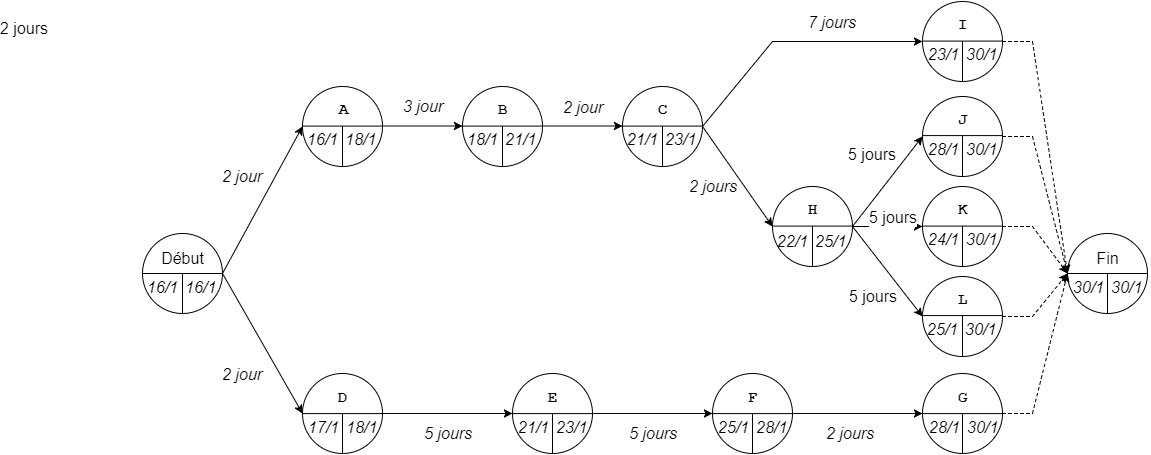 2 jours
7 jours
I
23/1 30/1
A
16/1 18/1
3 jour
B
18/1 21/1
2 jour
C
21/1 23/1
J
28/1 30/1
5 jours
2 jour
2 jours
H
22/1 25/1
5 jours
K
24/1 30/1
Début
16/1 16/1
Fin
30/1 30/1
5 jours
L
25/1 30/1
2 jour
D
17/1 18/1
5 jours
E
21/1 23/1
5 jours
F
25/1 28/1
2 jours
G
28/1 30/1